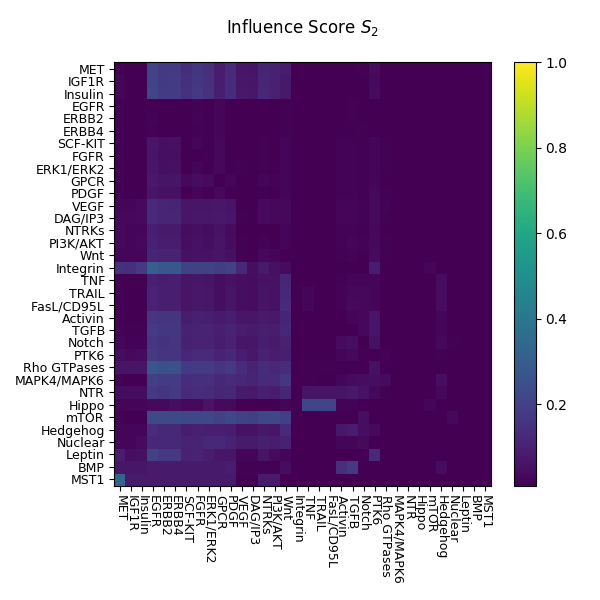 Influence Score S₂
MET
IGF1R
Insulin
EGFR
ERBB2
ERBB4
SCF-KIT
FGFR
ERK1/ERK2
GPCR
PDGF
VEGF
DAG/IP3
NTRKs
PI3K/AKT
Wnt
Integrin
TNF
TRAIL
FasL/CD95L
Activin
TGFB
Notch
PTK6
Rho GTPases
MAPK4/MAPK6
NTR
Hippo
mTOR
Hedgehog
Nuclear
Leptin
BMP
MST1
MET
IGF1R
Insulin
EGFR
ERBB2
ERBB4
SCF-KIT
FGFR
ERK1/ERK2
GPCR
PDGF
VEGF
DAG/IP3
NTRKs
PI3K/AKT
Wnt
Integrin
TNF
TRAIL
FasL/CD95L
Activin
TGFB
Notch
PTK6
Rho GTPases
MAPK4/MAPK6
NTR
Hippo
mTOR
Hedgehog
Nuclear
Leptin
BMP
MST1
1.0
0.8
0.6
0.4
0.2